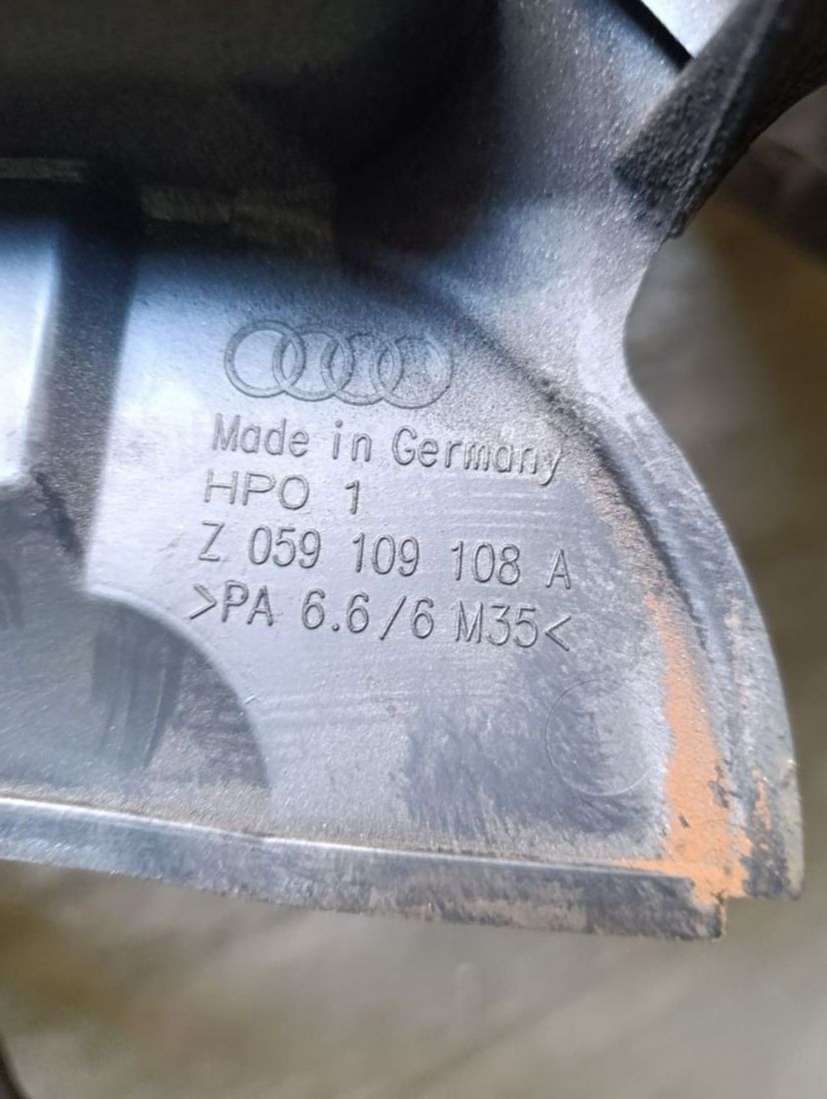 Made in Germany
HPO 1
Z 059 109 108 A
>PA 6.6/6 M35<